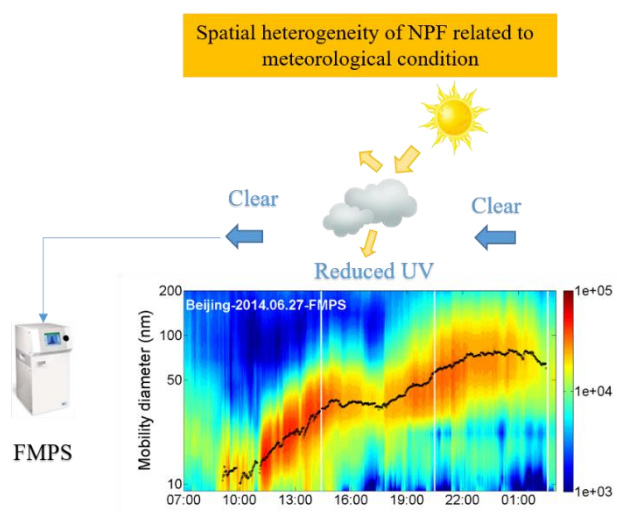 Spatial heterogeneity of NPF related to
meteorological condition
Clear
Clear
Reduced UV
Beijing-2014.06.27-FMPS
Mobility diameter (nm)
200
100
50
10
07:00 10:00 13:00 16:00 19:00 22:00 01:00
1e+05
1e+04
1e+03
FMPS